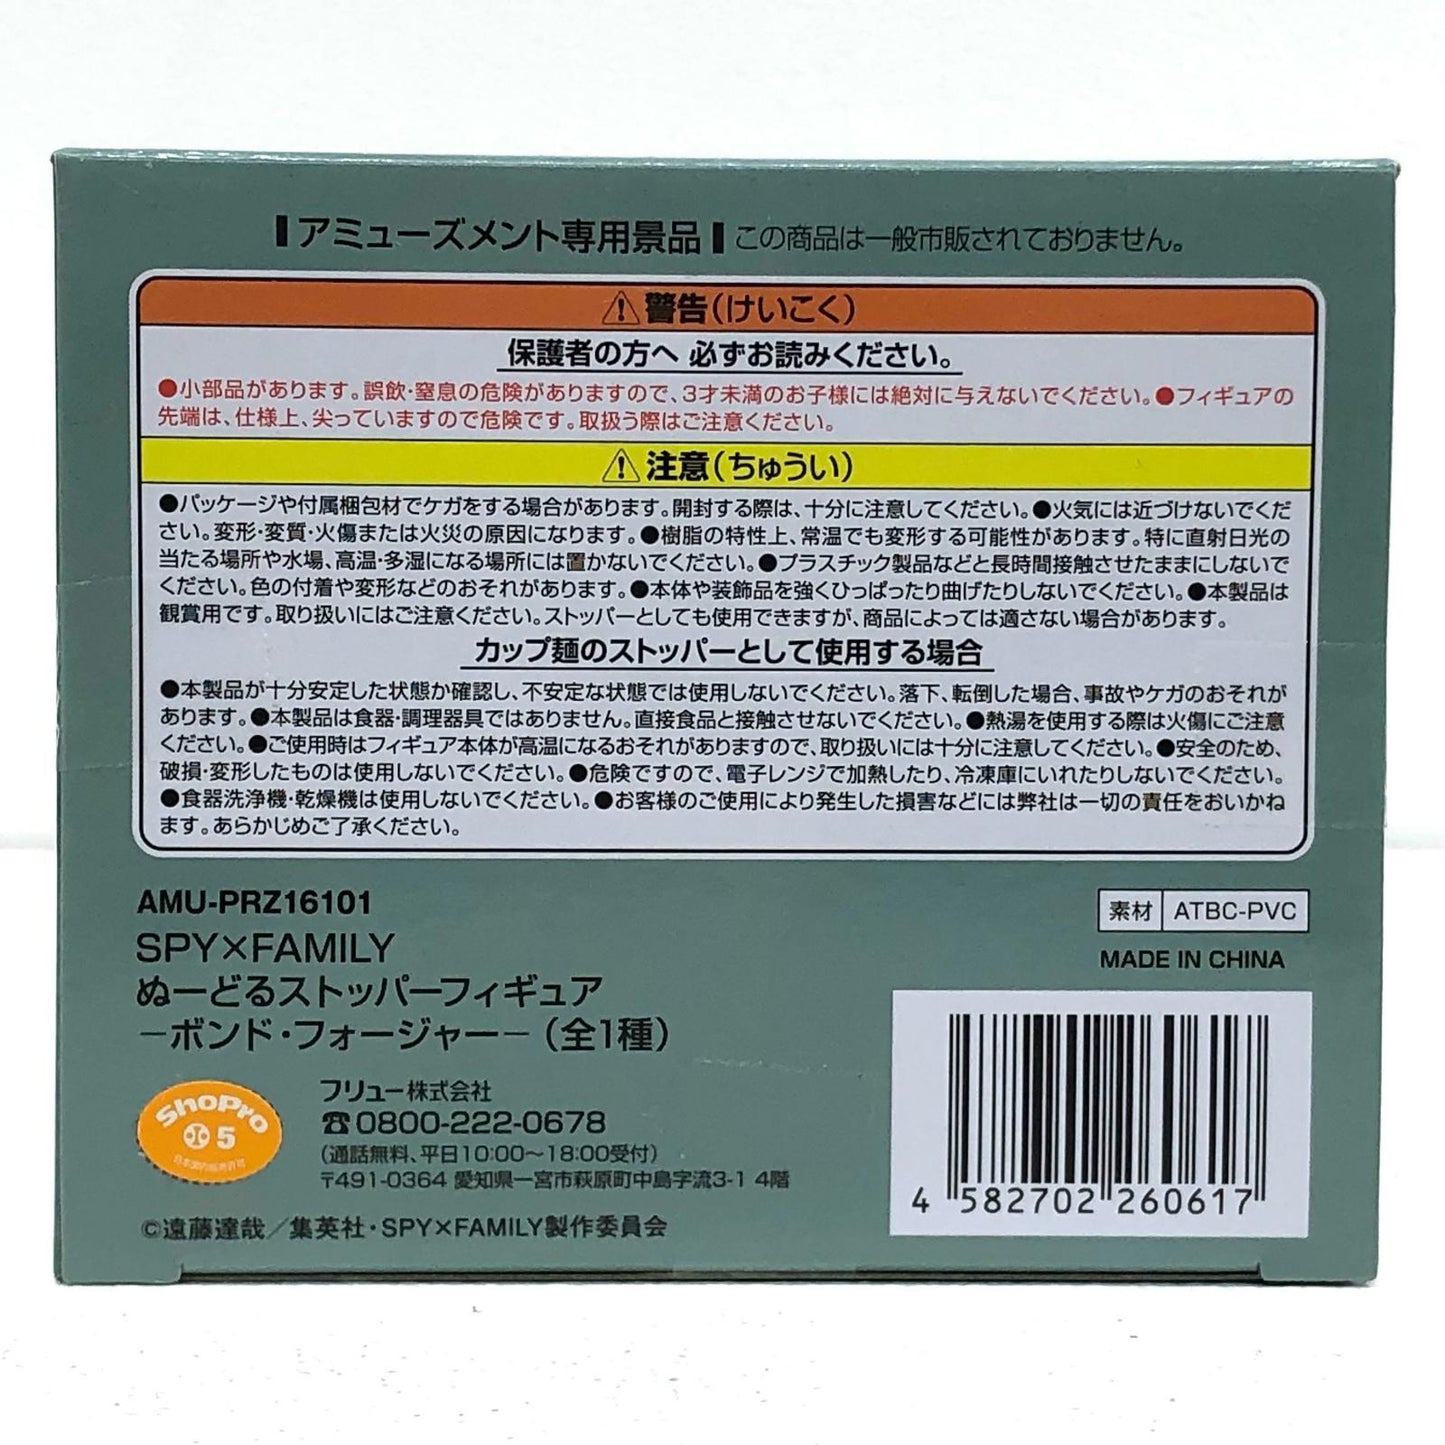 アミューズメント専用景品 この商品は一般市販されておりません。
警告(けいこく)
保護者の方へ 必ずお読みください。
●小部品があります。誤飲・窒息の危険がありますので、3才未満のお子様には絶対に与えないでください。●フィギュアの
先端は、仕様上、尖っていますので危険です。取扱う際はご注意ください。
注意(ちゅうい)
●パッケージや付属梱包材でケガをする場合があります。開封する際は、十分に注意してください。●火気には近づけないでくだ
さい。変形・変質・火傷または火災の原因になります。●樹脂の特性上、常温でも変形する可能性があります。特に直射日光の
当たる場所や水場、高温・多湿になる場所には置かないでください。●プラスチック製品などと長時間接触させたままにしないで
ください。色の付着や変形などのおそれがあります。●本体や装飾品を強くひっぱったり曲げたりしないでください。●本製品は
観賞用です。取り扱いにはご注意ください。ストッパーとしても使用できますが、商品によっては適さない場合があります。
カップ麺のストッパーとして使用する場合
●本製品が十分安定した状態か確認し、不安定な状態では使用しないでください。落下、転倒した場合、事故やケガのおそれが
あります。●本製品は食器・調理器具ではありません。直接食品と接触させないでください。●熱湯を使用する際は火傷にご注意
ください。●ご使用時はフィギュア本体が高温になるおそれがありますので、取り扱いには十分に注意してください。●安全のため、
破損・変形したものは使用しないでください。●危険ですので、電子レンジで加熱したり、冷凍庫にいれたりしないでください。
●食器洗浄機・乾燥機は使用しないでください。●お客様のご使用により発生した損害などには弊社は一切の責任をおいかね
ます。あらかじめご了承ください。
AMU-PRZ16101
SPY×FAMILY
ぬーどるストッパーフィギュア
−ボンド・フォージャー−(全1種)
素材 ATBC-PVC
MADE IN CHINA
4 582702 260617
ShoPro
5
日本国内販売許可
フリュー株式会社
☎0800-222-0678
(通話無料、平日10:00〜18:00受付)
〒491-0364 愛知県一宮市萩原町中島字流3-1 4階
©遠藤達哉/集英社・SPY×FAMILY製作委員会